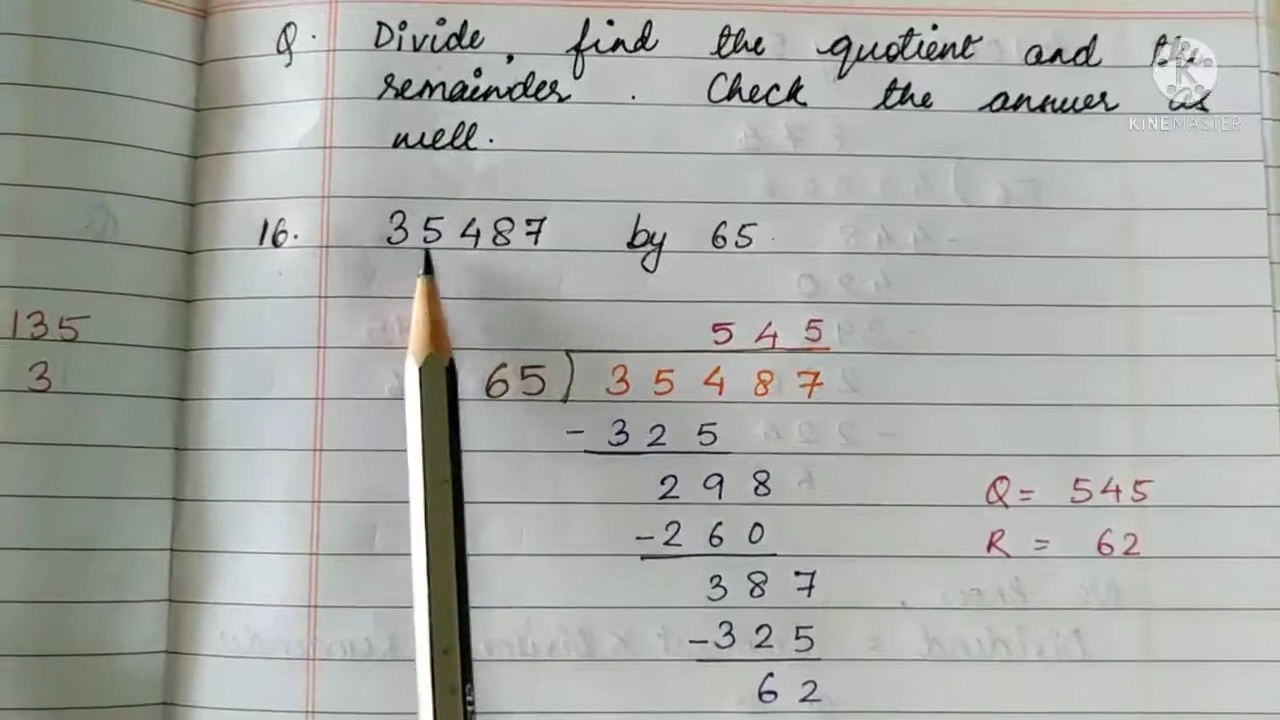 Q. Divide, find the quotient and the
remainder. Check the answer as
well.
KINEMASTER
16. 35487 by 65.
135
3
545
65) 35487
- 325
298
- 260
387
- 325
62
Q = 545
R = 62